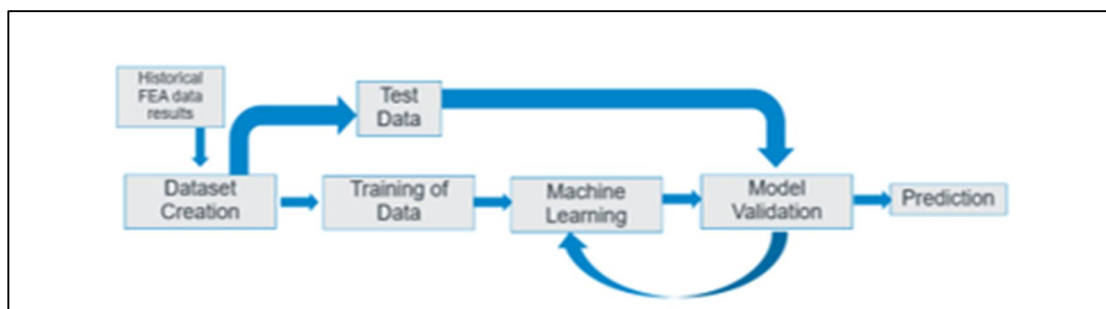 Historical
FEA data
results
Test
Data
Dataset
Creation
Training of
Data
Machine
Learning
Model
Validation
Prediction